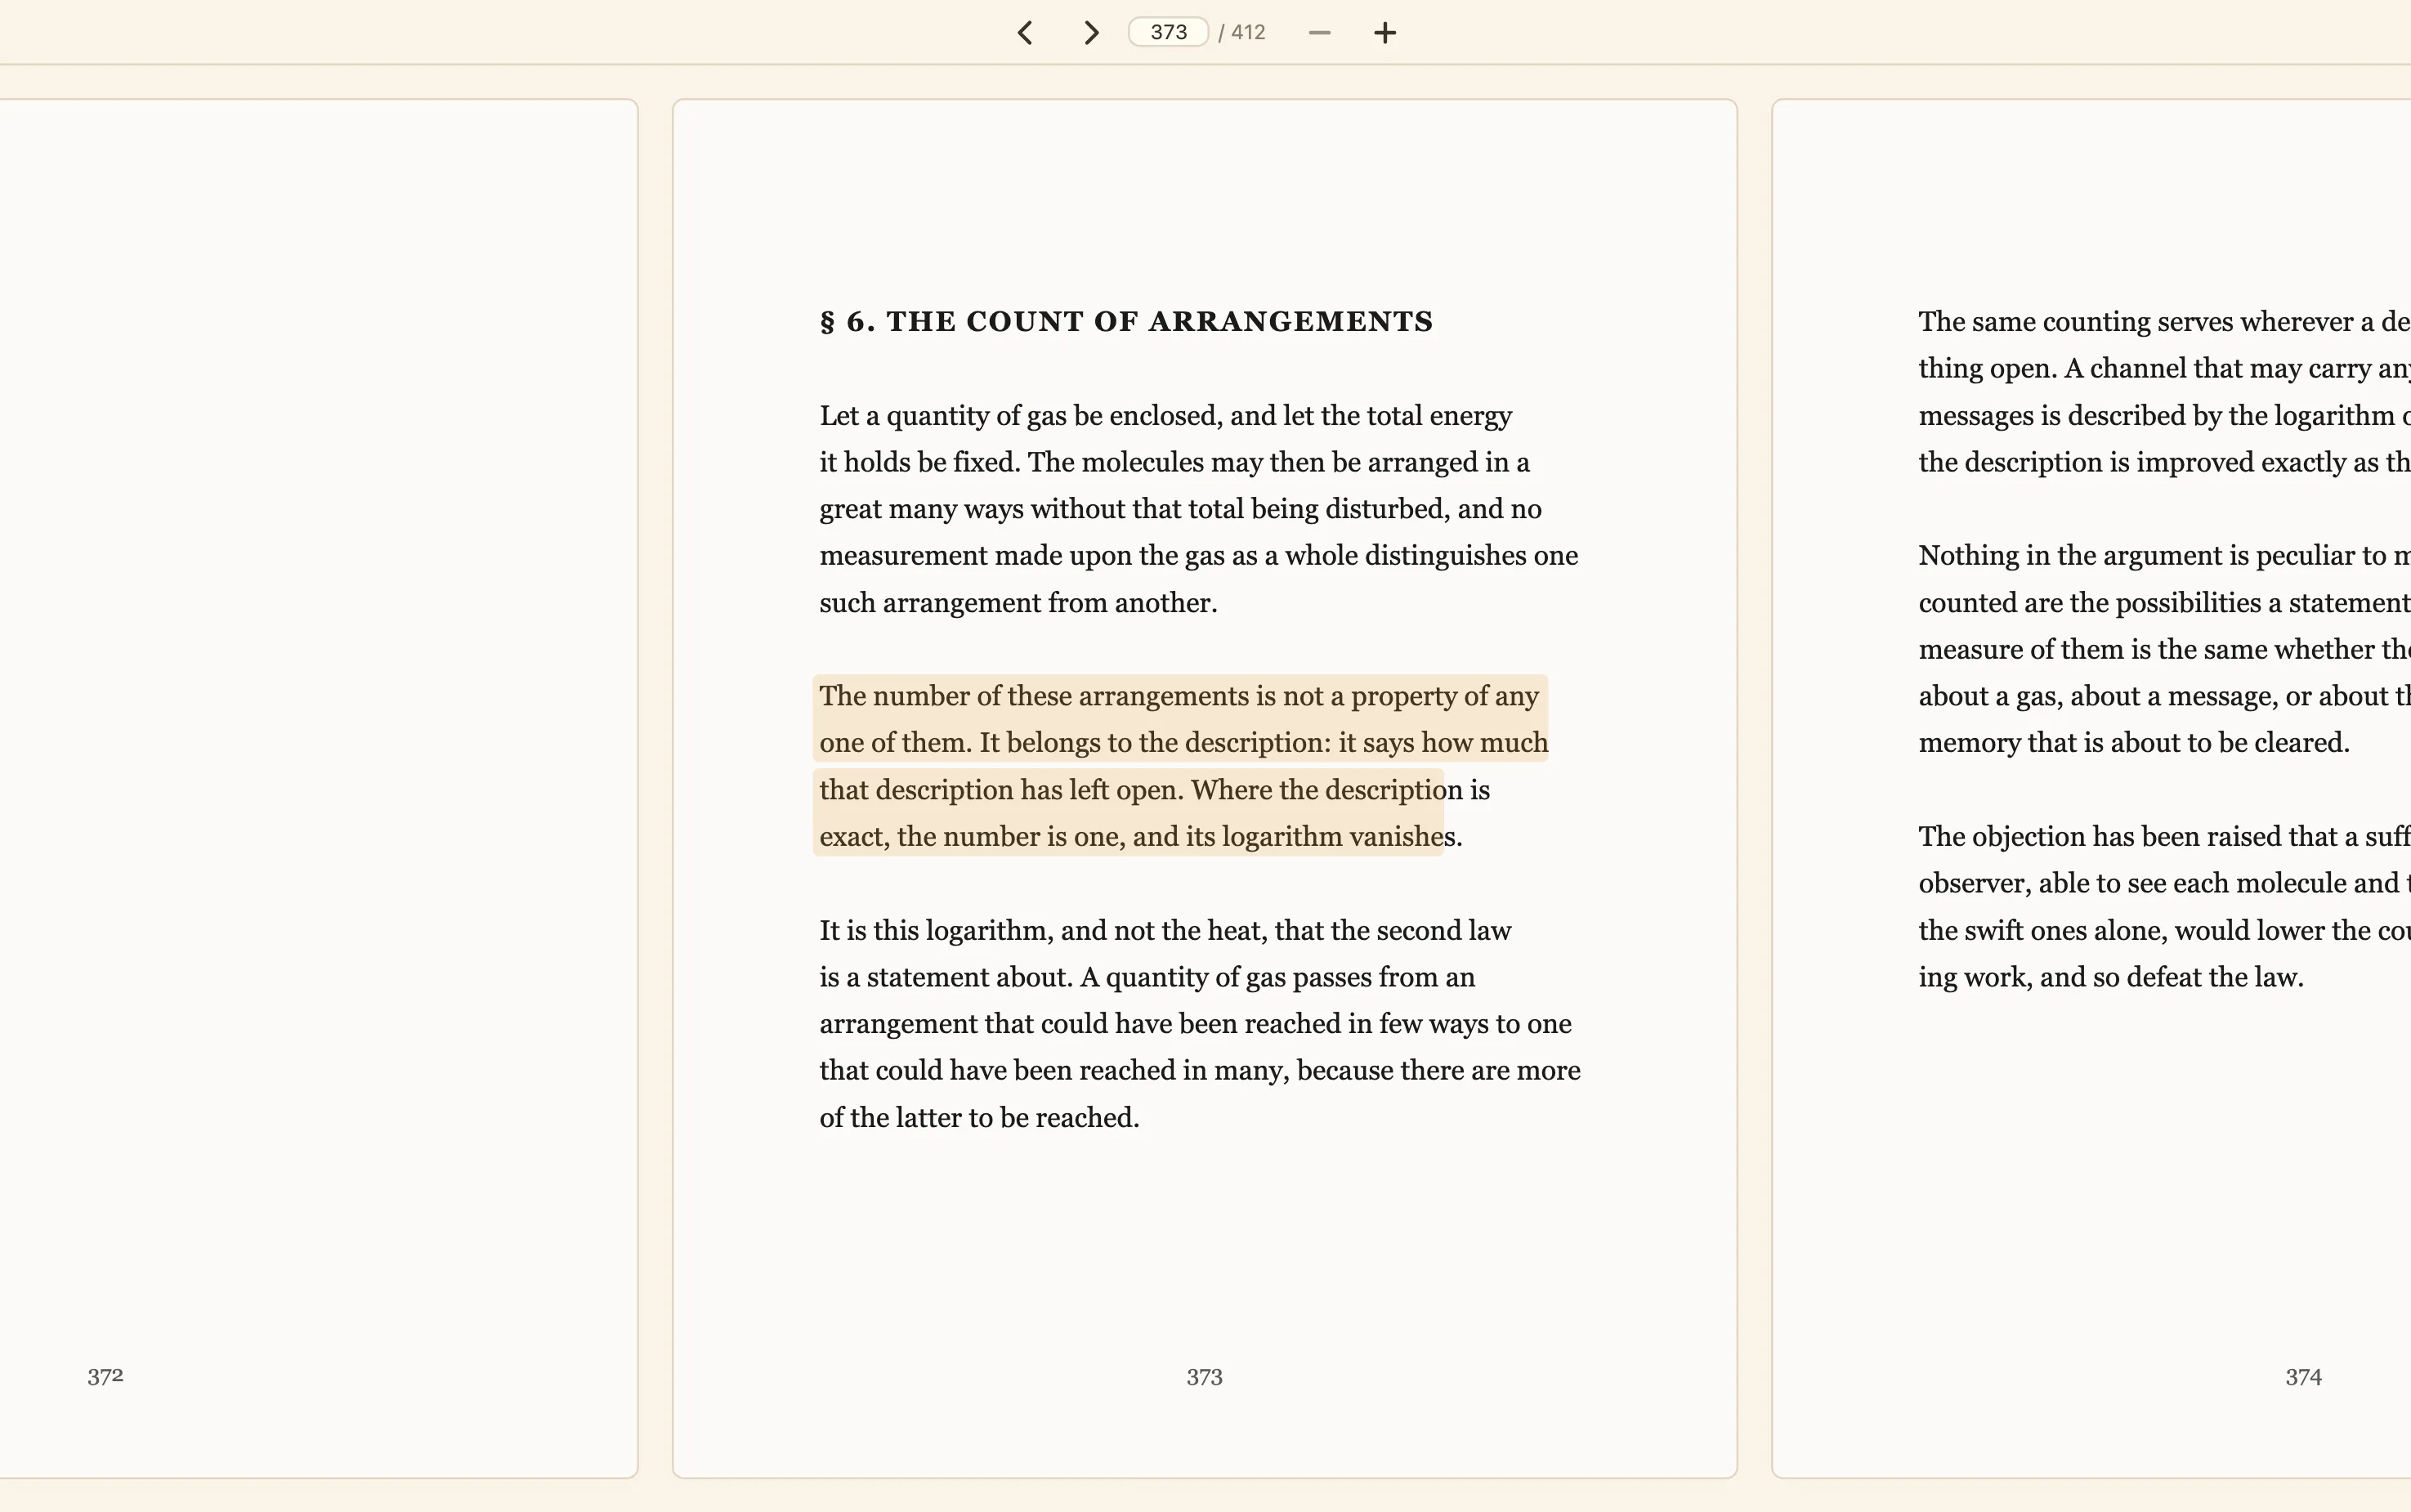 373 / 412
372
§ 6. THE COUNT OF ARRANGEMENTS
Let a quantity of gas be enclosed, and let the total energy
it holds be fixed. The molecules may then be arranged in a
great many ways without that total being disturbed, and no
measurement made upon the gas as a whole distinguishes one
such arrangement from another.
The number of these arrangements is not a property of any
one of them. It belongs to the description: it says how much
that description has left open. Where the description is
exact, the number is one, and its logarithm vanishes.
It is this logarithm, and not the heat, that the second law
is a statement about. A quantity of gas passes from an
arrangement that could have been reached in few ways to one
that could have been reached in many, because there are more
of the latter to be reached.
373
The same counting serves wherever a
thing open. A channel that may carry
messages is described by the logarithm
the description is improved exactly as
Nothing in the argument is peculiar to
counted are the possibilities a statement
measure of them is the same whether
about a gas, about a message, or about
memory that is about to be cleared.
The objection has been raised that a
observer, able to see each molecule and
the swift ones alone, would lower the
ing work, and so defeat the law.
374